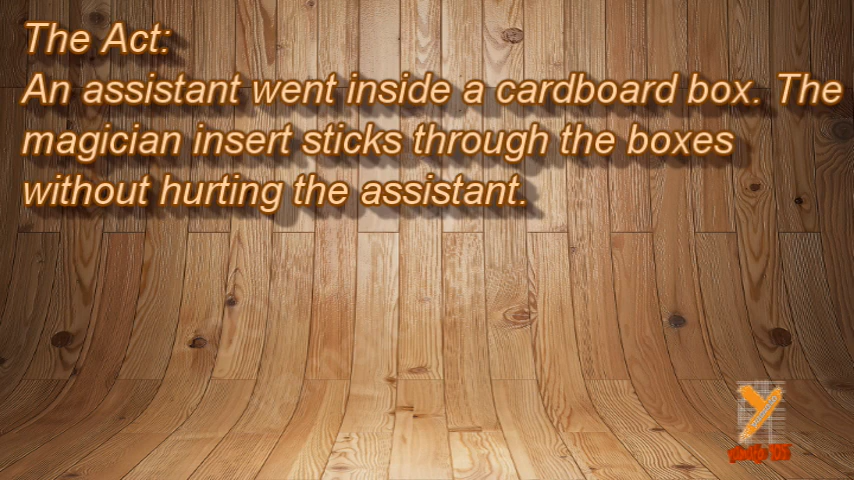 The Act:
An assistant went inside a cardboard box. The
magician insert sticks through the boxes
without hurting the assistant.